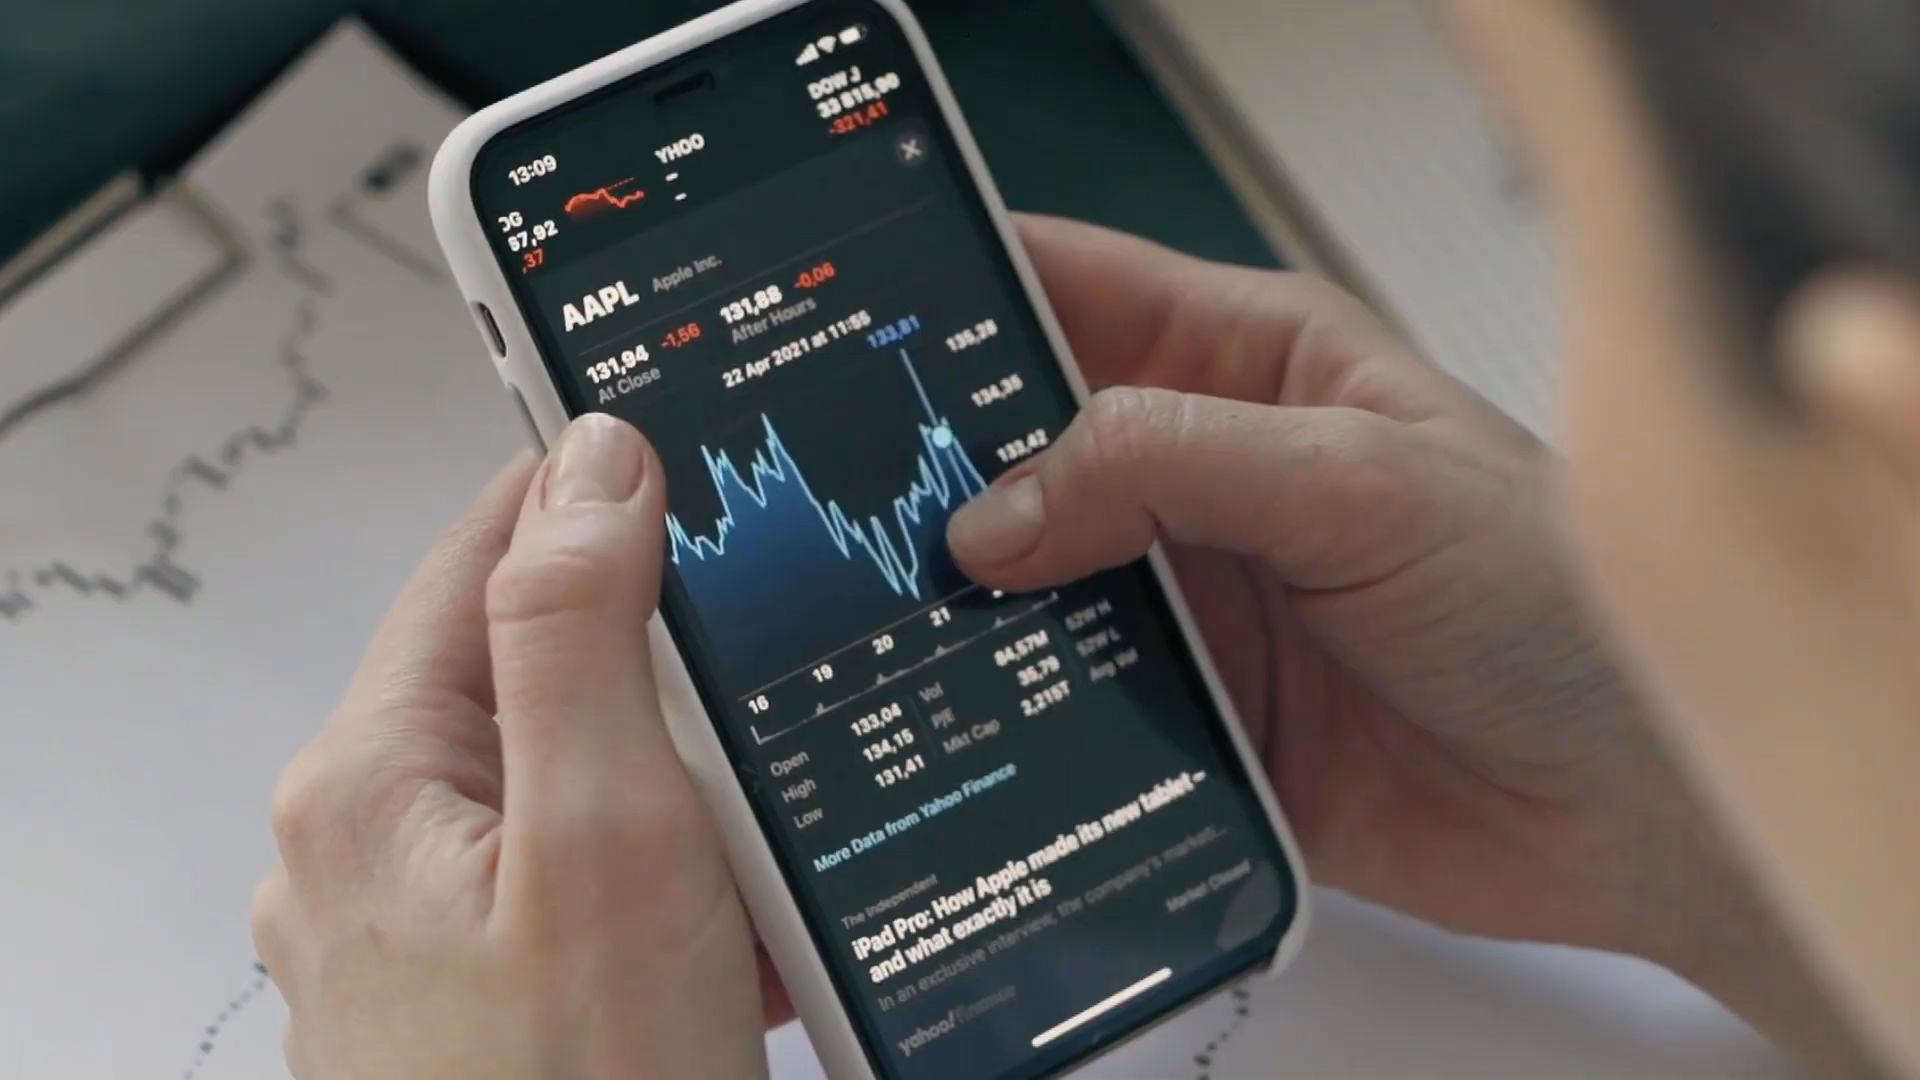 13:09
YHOO
-
-
DOW J
33 815,90
-321,41
OG
67,92
,37
AAPL Apple Inc.
131,94 -1,56 131,88 -0,06
At Close After Hours
22 Apr 2021 at 11:55 133,81
135,28
134,35
133,42
16 19 20 21
Open 133,04 Vol 84,57M 52W H
High 134,15 P/E 35,79 52W L
Low 131,41 Mkt Cap 2,215T Avg Vol
More Data from Yahoo Finance
The Independent
iPad Pro: How Apple made its new tablet –
and what exactly it is
In an exclusive interview, the company's marketi...
yahoo/finance Market Closed